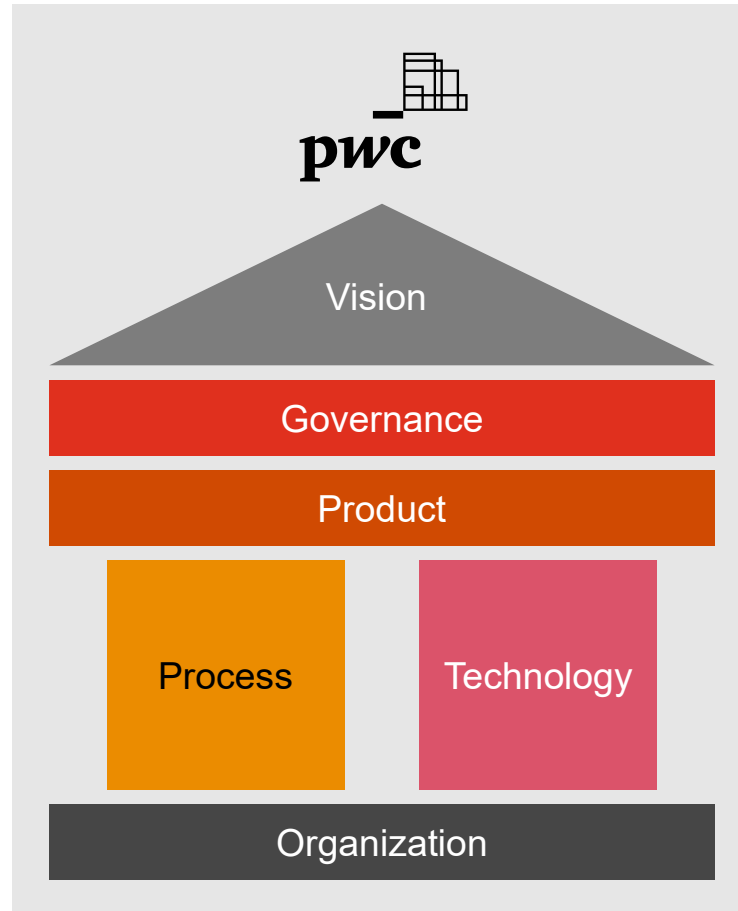 pwc
Vision
Governance
Product
Process
Technology
Organization